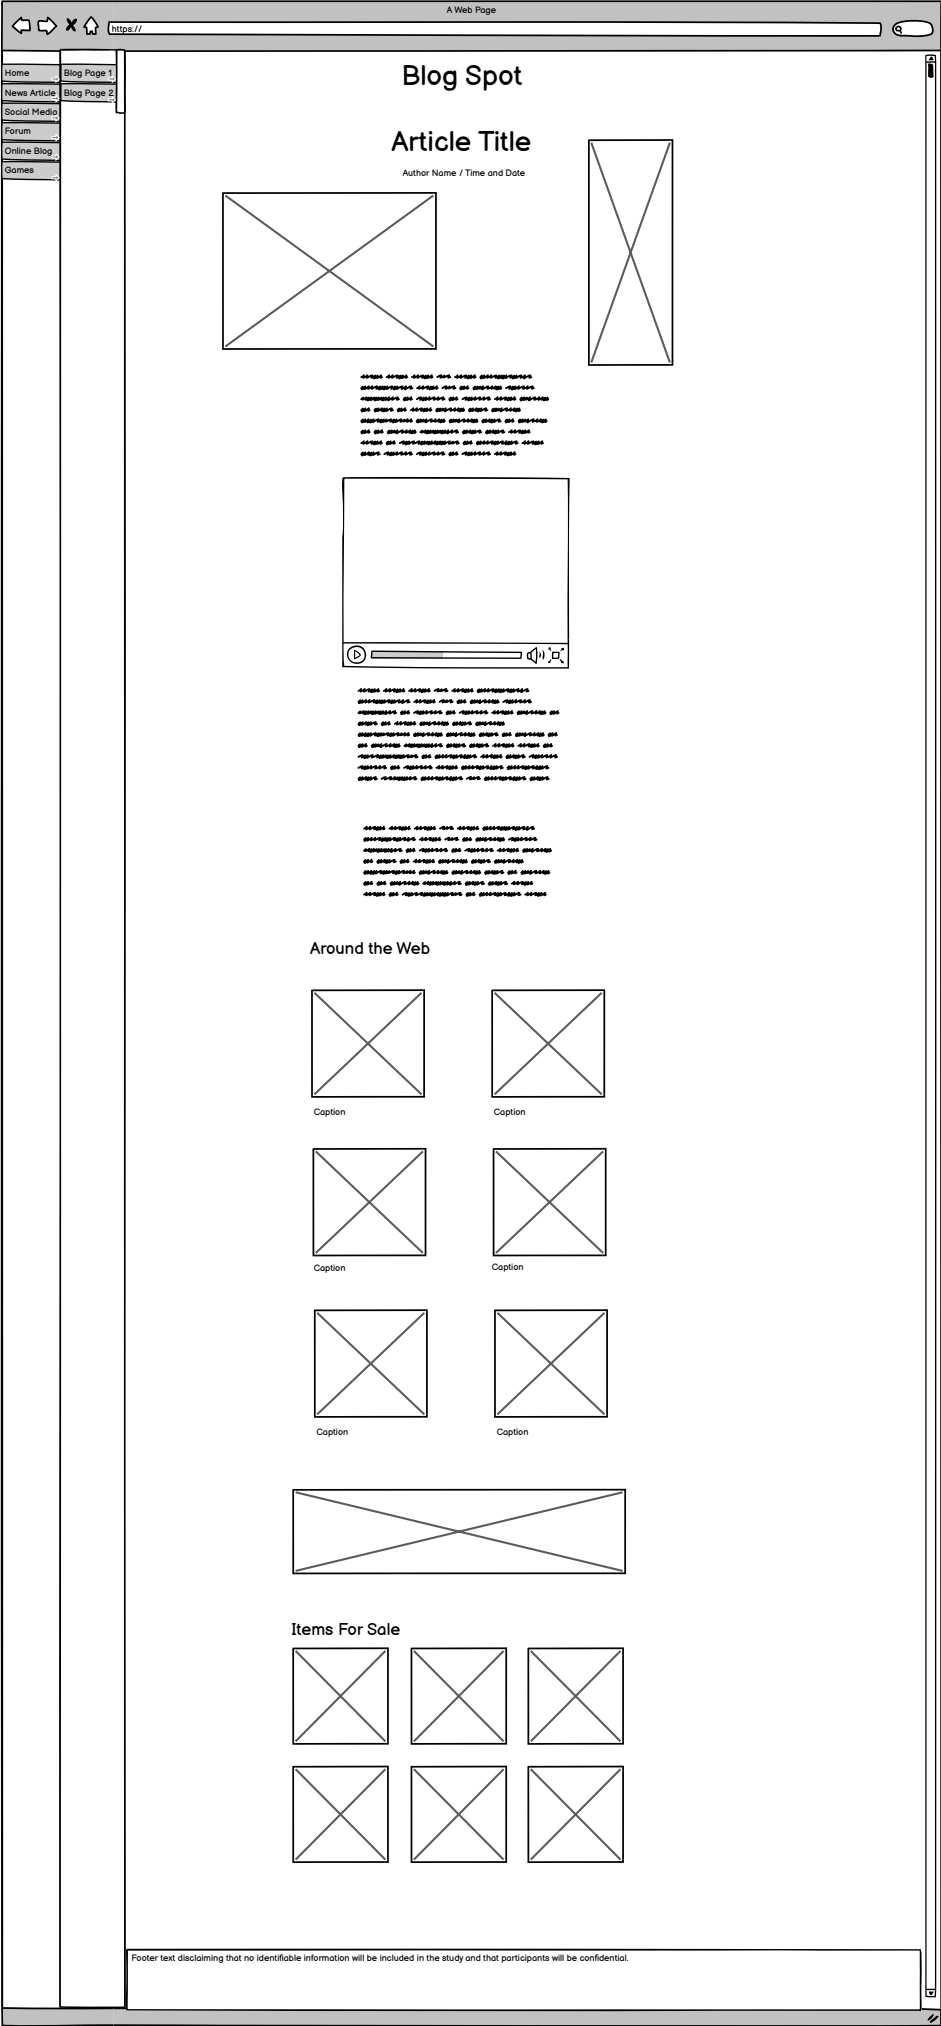 A Web Page
https://
Home
News Article
Social Media
Forum
Online Blog
Games
Blog Page 1
Blog Page 2
Blog Spot
Article Title
Author Name / Time and Date
Around the Web
Caption
Caption
Caption
Caption
Caption
Caption
Items For Sale
Footer text disclaiming that no identifiable information will be included in the study and that participants will be confidential.